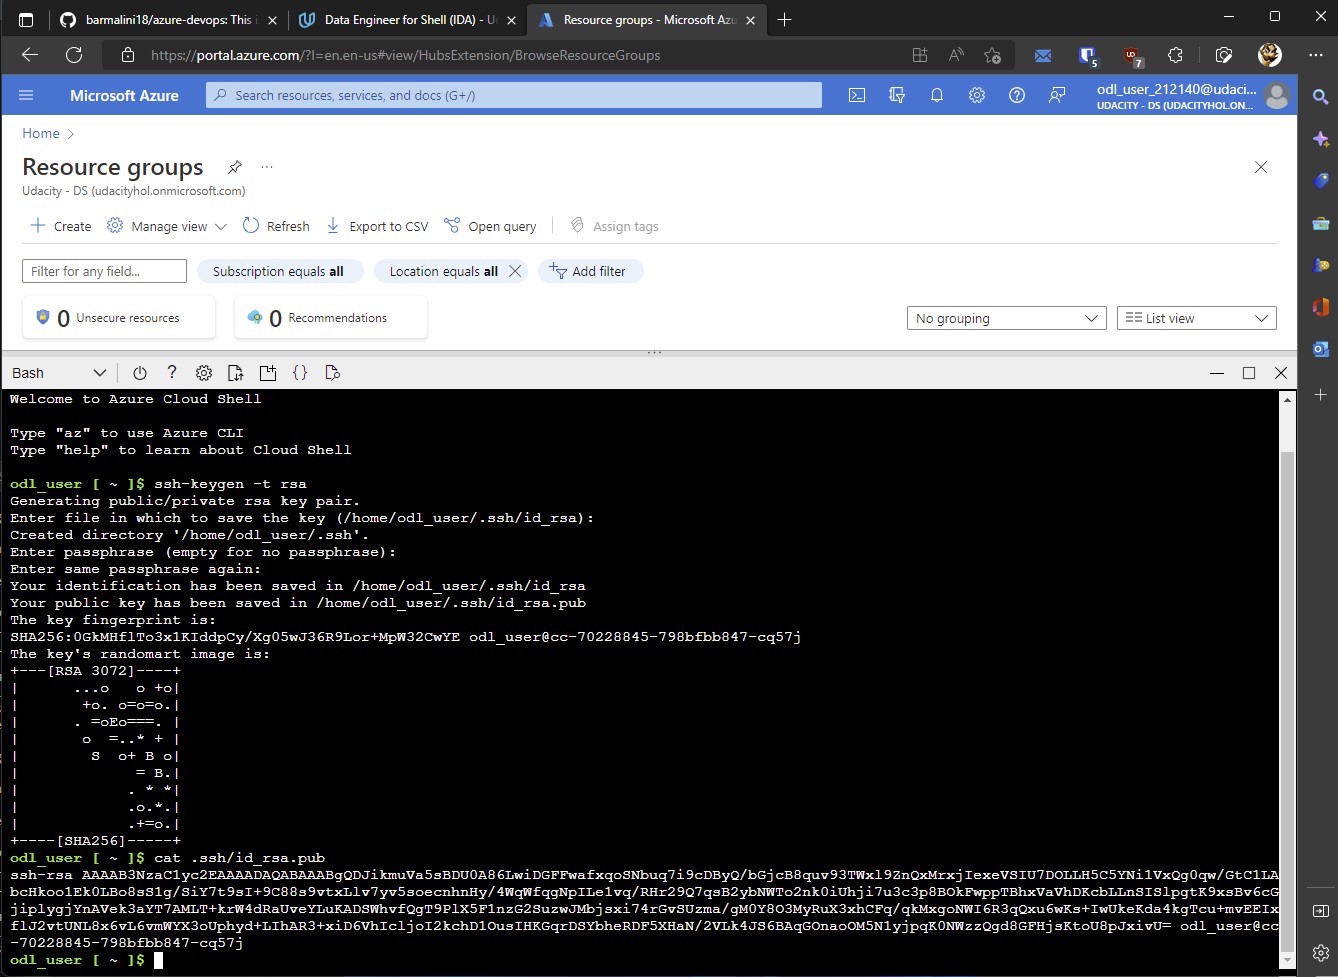 barmalini18/azure-devops: This i
Data Engineer for Shell (IDA) - U
Resource groups - Microsoft Azu
https://portal.azure.com/?l=en.en-us#view/HubsExtension/BrowseResourceGroups
5
7
Microsoft Azure
Search resources, services, and docs (G+/)
odl_user_212140@udaci...
UDACITY - DS (UDACITYHOL.ON...
Home
Resource groups
Udacity - DS (udacityhol.onmicrosoft.com)
Create
Manage view
Refresh
Export to CSV
Open query
Assign tags
Filter for any field...
Subscription equals all
Location equals all
Add filter
0 Unsecure resources
0 Recommendations
No grouping
List view
Bash
Welcome to Azure Cloud Shell
Type "az" to use Azure CLI
Type "help" to learn about Cloud Shell
odl_user [ ~ ]$ ssh-keygen -t rsa
Generating public/private rsa key pair.
Enter file in which to save the key (/home/odl_user/.ssh/id_rsa):
Created directory '/home/odl_user/.ssh'.
Enter passphrase (empty for no passphrase):
Enter same passphrase again:
Your identification has been saved in /home/odl_user/.ssh/id_rsa
Your public key has been saved in /home/odl_user/.ssh/id_rsa.pub
The key fingerprint is:
SHA256:0GkMHflTo3x1KIddpCy/Xg05wJ36R9Lor+MpW32CwYE odl_user@cc-70228845-798bfbb847-cq57j
The key's randomart image is:
+---[RSA 3072]----+
|      ...o   o +o|
|       +o. o=o=o.|
|      . =oEo===. |
|       o  =..* + |
|        S  o+ B o|
|             = B.|
|            . * *|
|            .o.*.|
|            .+=o.|
+----[SHA256]-----+
odl_user [ ~ ]$ cat .ssh/id_rsa.pub
ssh-rsa AAAAB3NzaC1yc2EAAAADAQABAAABgQDJikmuVa5sBDU0A86LwiDGFFwafxqoSNbuq7i9cDByQ/bGjcB8quv93TWxl9ZnQxMrxjIexeVSIU7DOLLH5C5YNi1VxQg0qw/GtC1LA
bcHkoo1Ek0LBo8sS1g/SiY7t9sI+9C88s9vtxLlv7yv5soecnhnHy/4WqWfqgNpILe1vq/RHr29Q7qsB2ybNWTo2nk0iUhji7u3c3p8BOkFwppTBhxVaVhDKcbLLnSISlpgtK9xsBv6cG
jiplygjYnAVek3aYT7AMLT+krW4dRaUveYLuKADSWhvfQgT9PlX5F1nzG2SuzwJMbjsxi74rGvSUzma/gM0Y8O3MyRuX3xhCFq/qkMxgoNWI6R3qQxu6wKs+IwUkeKda4kgTcu+mvEEIx
flJ2vtUNL8x6vL6vmWYX3oUphyd+LIhAR3+xiD6VhIcljoI2kchD1OusIHKGqrDSYbheRDF5XHaN/2VLk4JS6BAqGOnaoOM5N1yjpqK0NWzzQgd8GFHjsKtoU8pJxivU= odl_user@cc
-70228845-798bfbb847-cq57j
odl_user [ ~ ]$